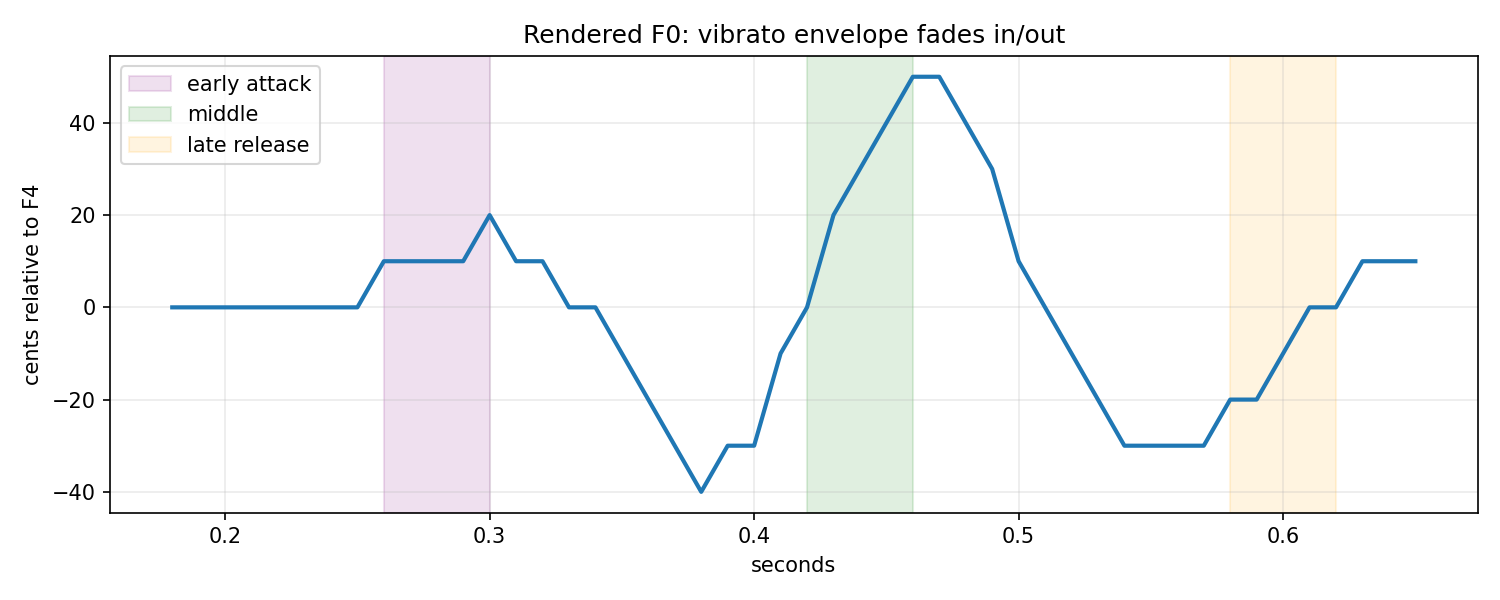 Rendered F0: vibrato envelope fades in/out
early attack
middle
late release
cents relative to F4
40
20
0
−20
−40
0.2
0.3
0.4
0.5
0.6
seconds